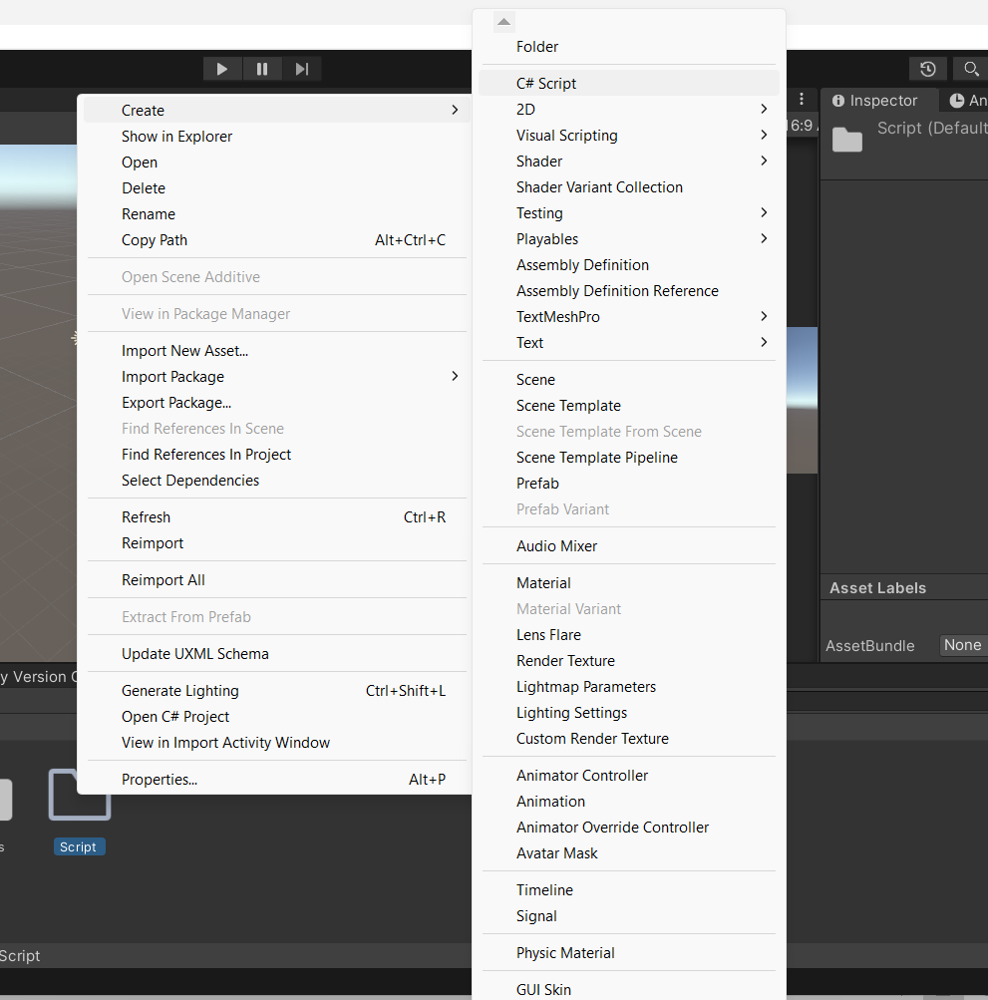 Create
Show in Explorer
Open
Delete
Rename
Copy Path Alt+Ctrl+C
Open Scene Additive
View in Package Manager
Import New Asset...
Import Package
Export Package...
Find References In Scene
Find References In Project
Select Dependencies
Refresh Ctrl+R
Reimport
Reimport All
Extract From Prefab
Update UXML Schema
Generate Lighting Ctrl+Shift+L
Open C# Project
View in Import Activity Window
Properties... Alt+P
Folder
C# Script
2D
Visual Scripting
Shader
Shader Variant Collection
Testing
Playables
Assembly Definition
Assembly Definition Reference
TextMeshPro
Text
Scene
Scene Template
Scene Template From Scene
Scene Template Pipeline
Prefab
Prefab Variant
Audio Mixer
Material
Material Variant
Lens Flare
Render Texture
Lightmap Parameters
Lighting Settings
Custom Render Texture
Animator Controller
Animation
Animator Override Controller
Avatar Mask
Timeline
Signal
Physic Material
GUI Skin
Inspector An
16:9
Script (Default
Asset Labels
AssetBundle None
y Version C
s
Script
Script